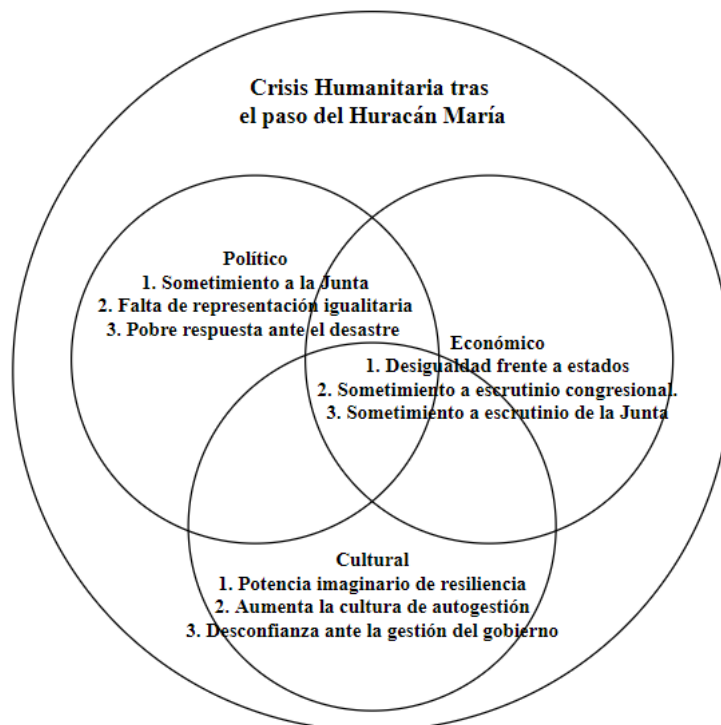 Crisis Humanitaria tras
el paso del Huracán María
Político
1. Sometimiento a la Junta
2. Falta de representación igualitaria
3. Pobre respuesta ante el desastre
Económico
1. Desigualdad frente a estados
2. Sometimiento a escrutinio congresional.
3. Sometimiento a escrutinio de la Junta
Cultural
1. Potencia imaginario de resiliencia
2. Aumenta la cultura de autogestión
3. Desconfianza ante la gestión del gobierno